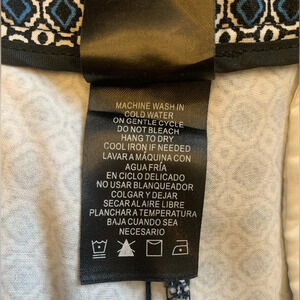 MACHINE WASH IN
COLD WATER
ON GENTLE CYCLE
DO NOT BLEACH
HANG TO DRY
COOL IRON IF NEEDED
LAVAR A MÁQUINA CON
AGUA FRÍA
EN CICLO DELICADO
NO USAR BLANQUEADOR
COLGAR Y DEJAR
SECAR AL AIRE LIBRE
PLANCHAR A TEMPERATURA
BAJA CUANDO SEA
NECESARIO